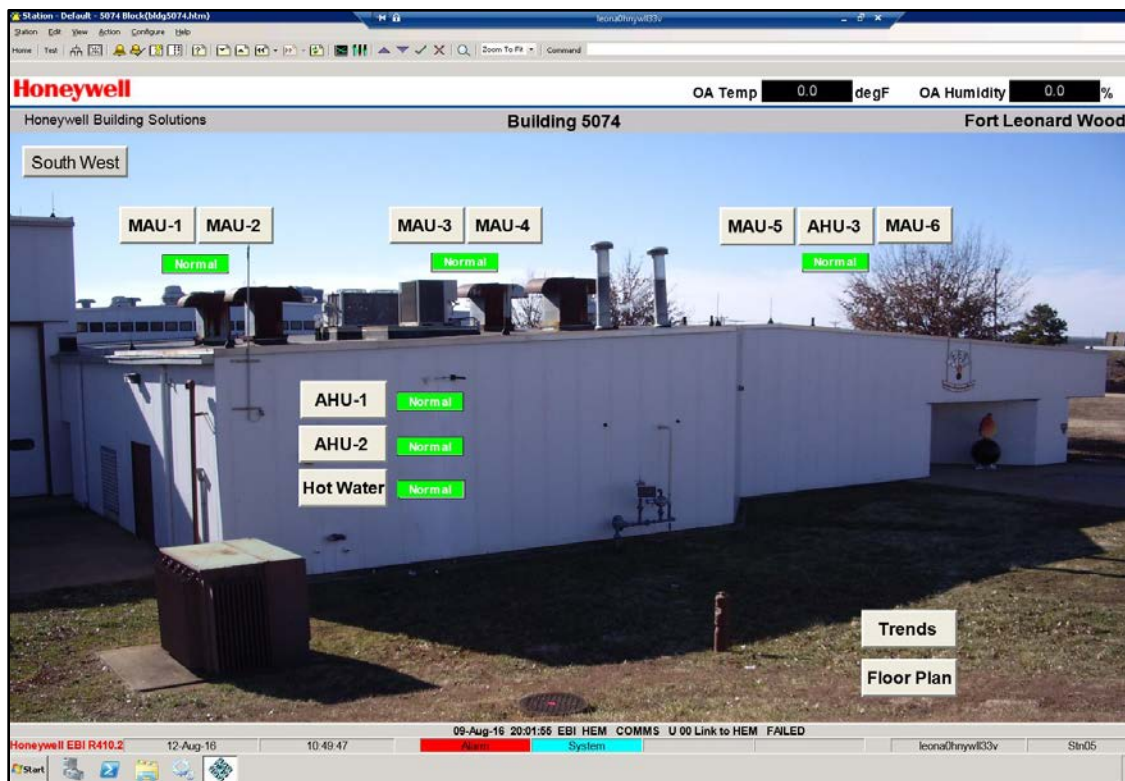 Station - Default - 5074 Block(bldg5074.htm)
leona0hnywll33v
Station Edit View Action Configure Help
Home Test Zoom To Fit Command
Honeywell
OA Temp 0.0 degF OA Humidity 0.0 %
Honeywell Building Solutions Building 5074 Fort Leonard Wood
South West
MAU-1 MAU-2 MAU-3 MAU-4 MAU-5 AHU-3 MAU-6
Normal Normal Normal
AHU-1 Normal
AHU-2 Normal
Hot Water Normal
Trends
Floor Plan
09-Aug-16 20:01:55 EBI HEM COMMS U 00 Link to HEM FAILED
Honeywell EBI R410.2 12-Aug-16 10:49:47 Alarm System leona0hnywll33v Stn05
Start